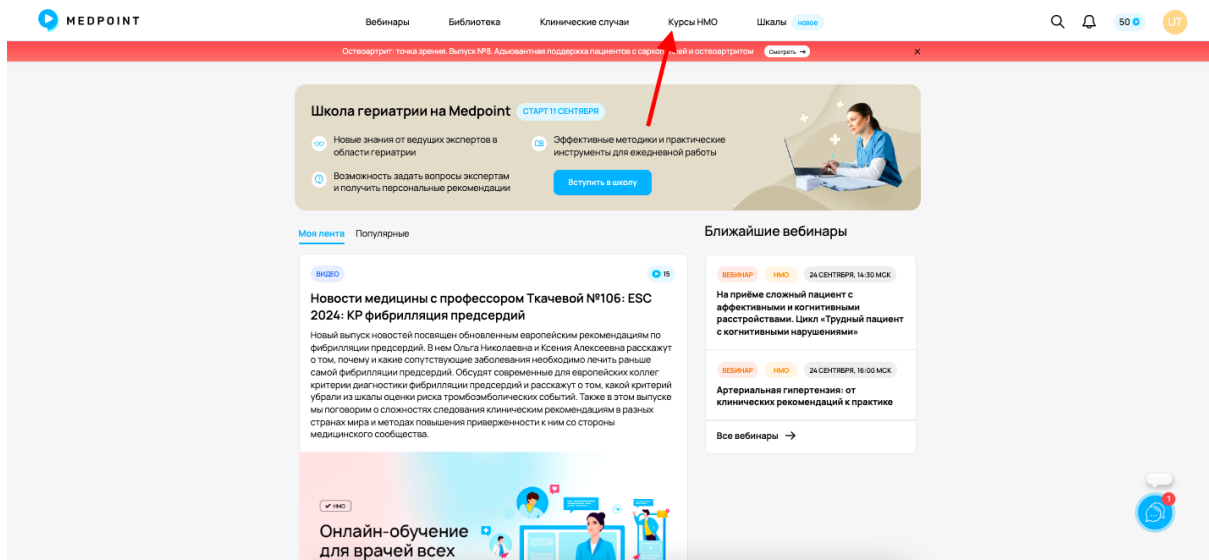 MEDPOINT
Вебинары Библиотека Клинические случаи Курсы НМО Шкалы новое 50 UT
Остеоартрит: точка зрения. Выпуск №8. Адъювантная поддержка пациентов с и остеоартритом Смотреть →
Школа гериатрии на Medpoint СТАРТ 11 СЕНТЯБРЯ
Новые знания от ведущих экспертов в
области гериатрии
Эффективные методики и практические
инструменты для ежедневной работы
Возможность задать вопросы экспертам
и получить персональные рекомендации
Вступить в школу
Моя лента Популярные
ВИДЕО 15
Новости медицины с профессором Ткачевой №106: ESC
2024: КР фибрилляция предсердий
Новый выпуск новостей посвящен обновленным европейским рекомендациям по
фибрилляции предсердий. В нем Ольга Николаевна и Ксения Алексеевна расскажут
о том, почему и какие сопутствующие заболевания необходимо лечить раньше
самой фибрилляции предсердий. Обсудят современные для европейских коллег
критерии диагностики фибрилляции предсердий и расскажут о том, какой критерий
убрали из шкалы оценки риска тромбоэмболических событий. Также в этом выпуске
мы поговорим о сложностях следования клиническим рекомендациям в разных
странах мира и методах повышения приверженности к ним со стороны
медицинского сообщества.
НМО
Онлайн-обучение
для врачей всех
Ближайшие вебинары
ВЕБИНАР НМО 24 СЕНТЯБРЯ, 14:30 МСК
На приёме сложный пациент с
аффективными и когнитивными
расстройствами. Цикл «Трудный пациент
с когнитивными нарушениями»
ВЕБИНАР НМО 24 СЕНТЯБРЯ, 16:00 МСК
Артериальная гипертензия: от
клинических рекомендаций к практике
Все вебинары →
1